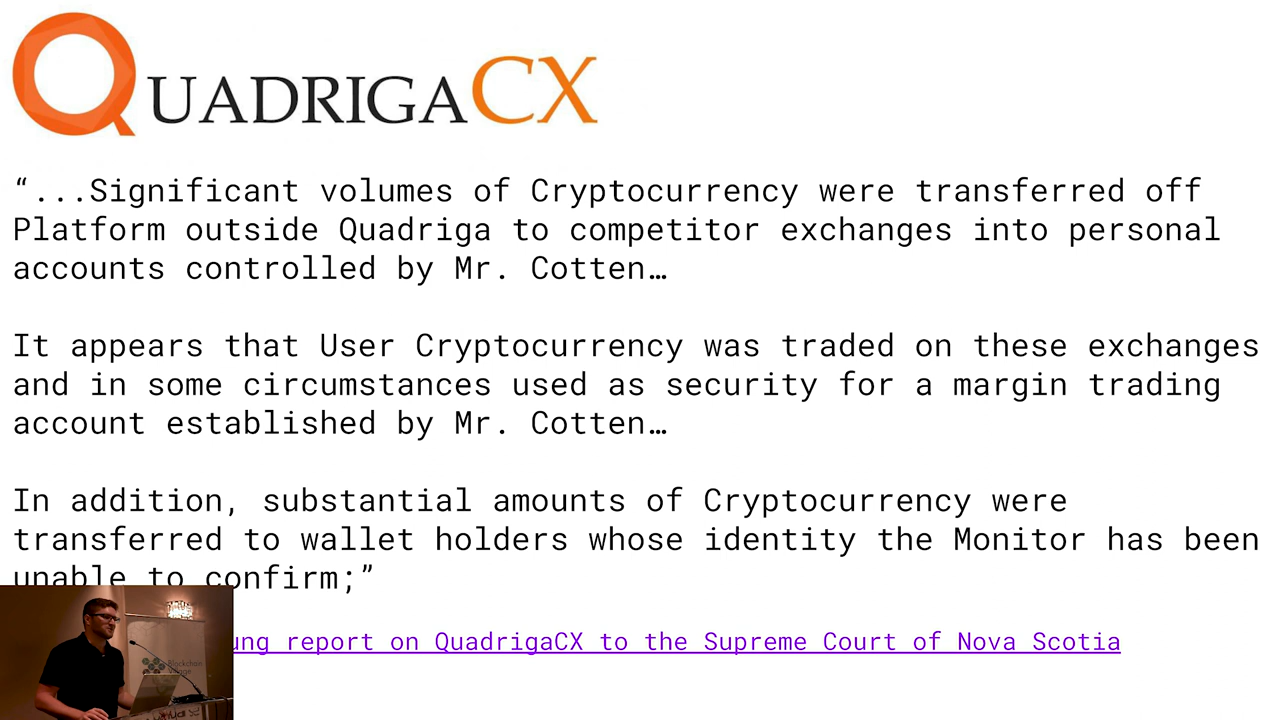 QUADRIGACX
“...Significant volumes of Cryptocurrency were transferred off
Platform outside Quadriga to competitor exchanges into personal
accounts controlled by Mr. Cotten…
It appears that User Cryptocurrency was traded on these exchanges
and in some circumstances used as security for a margin trading
account established by Mr. Cotten…
In addition, substantial amounts of Cryptocurrency were
transferred to wallet holders whose identity the Monitor has been
unable to confirm;”
ung report on QuadrigaCX to the Supreme Court of Nova Scotia
Blockchain
Village